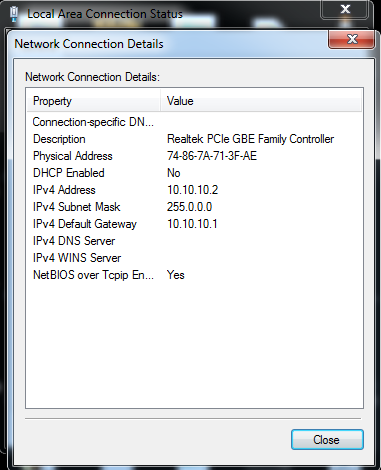 Local Area Connection Status
Network Connection Details
Network Connection Details:
Property Value
Connection-specific DN...
Description Realtek PCIe GBE Family Controller
Physical Address 74-86-7A-71-3F-AE
DHCP Enabled No
IPv4 Address 10.10.10.2
IPv4 Subnet Mask 255.0.0.0
IPv4 Default Gateway 10.10.10.1
IPv4 DNS Server
IPv4 WINS Server
NetBIOS over Tcpip En... Yes
Close